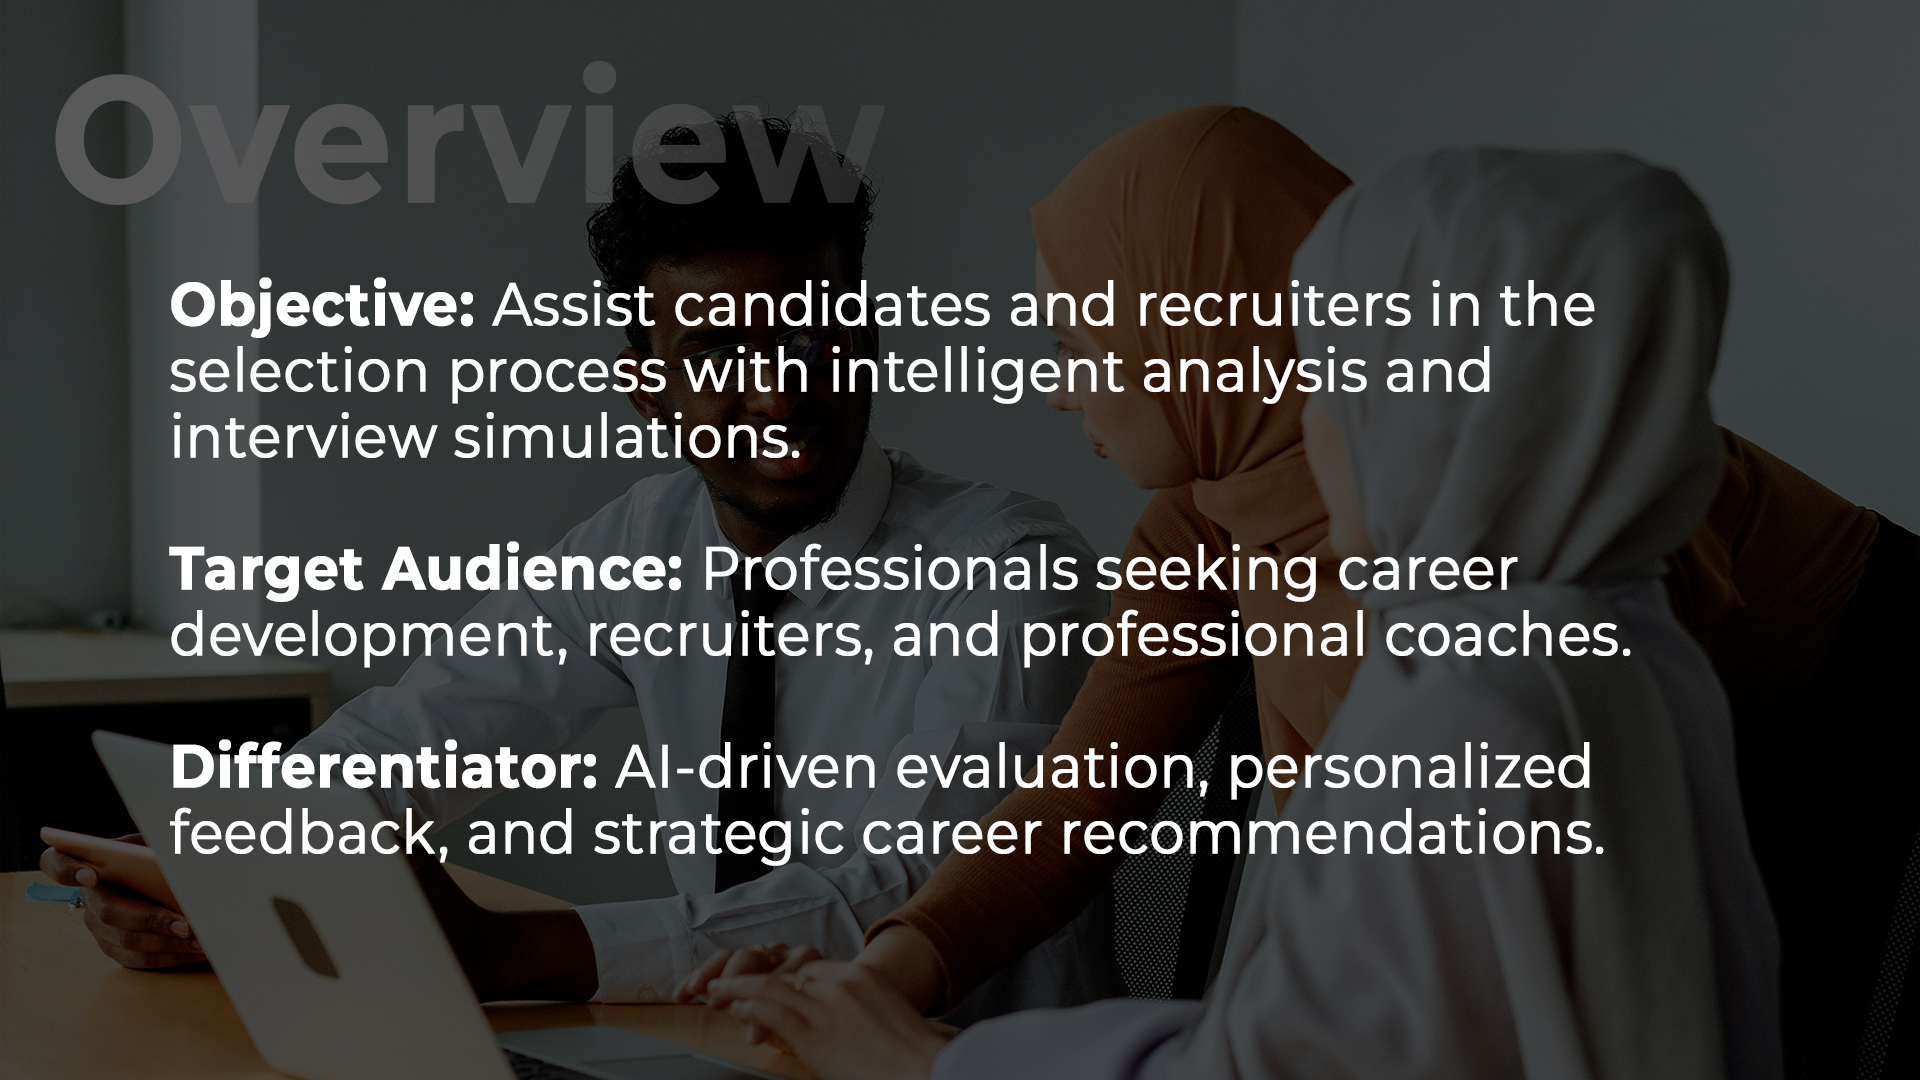 Overview
Objective: Assist candidates and recruiters in the
selection process with intelligent analysis and
interview simulations.
Target Audience: Professionals seeking career
development, recruiters, and professional coaches.
Differentiator: AI-driven evaluation, personalized
feedback, and strategic career recommendations.